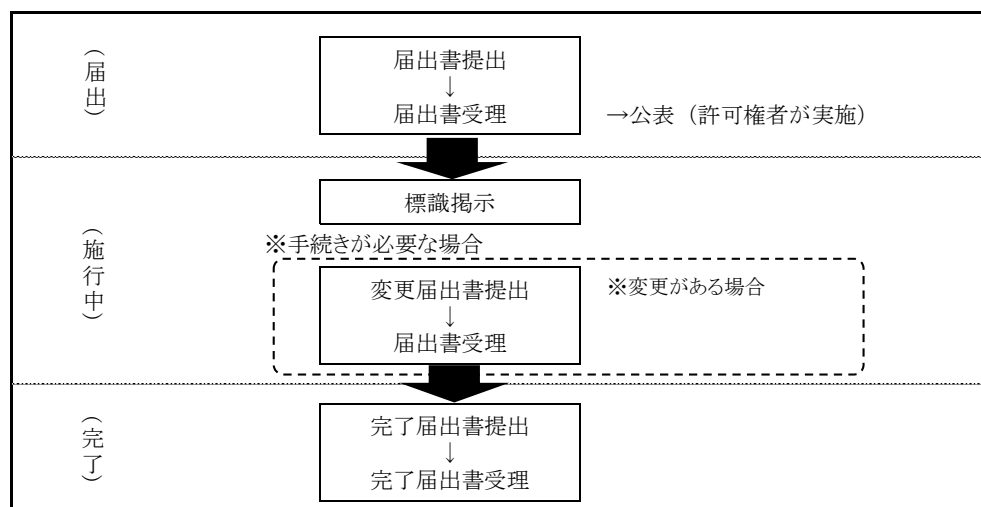 （届出）
届出書提出
↓
届出書受理
→公表（許可権者が実施）
（施行中）
標識掲示
※手続きが必要な場合
変更届出書提出
※変更がある場合
↓
届出書受理
（完了）
完了届出書提出
↓
完了届出書受理